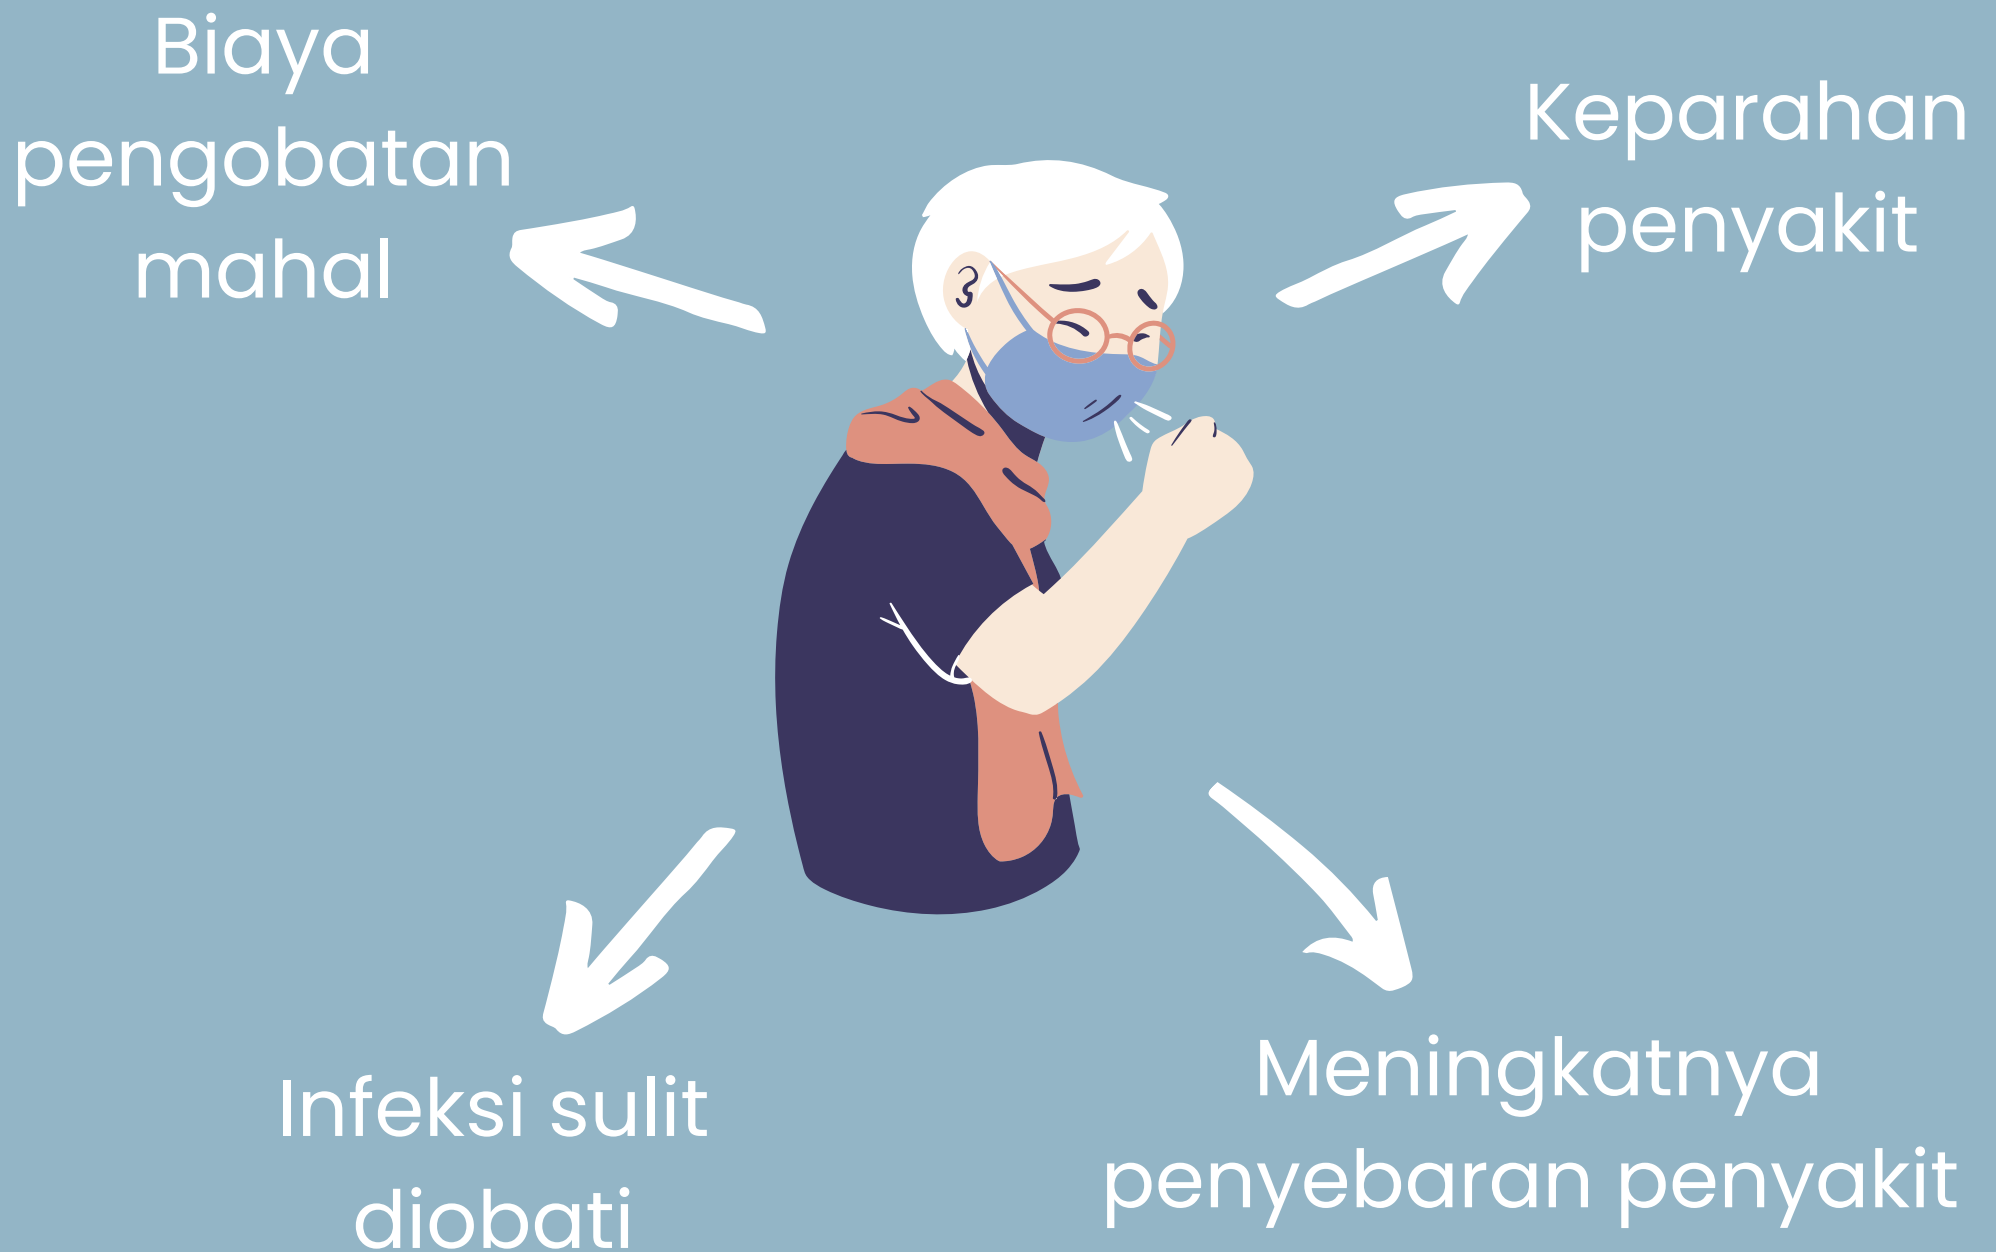 Biaya
pengobatan
mahal
Keparahan
penyakit
Infeksi sulit
diobati
Meningkatnya
penyebaran penyakit